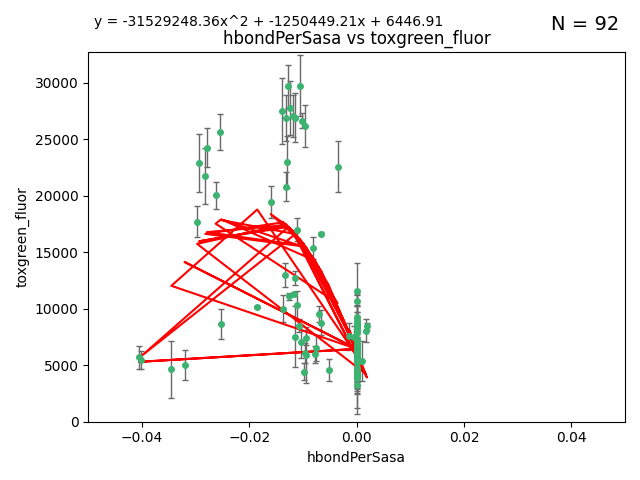 y = -31529248.36x^2 + -1250449.21x + 6446.91
N = 92
hbondPerSasa vs toxgreen_fluor
toxgreen_fluor
30000
25000
20000
15000
10000
5000
0
−0.04
−0.02
0.00
0.02
0.04
hbondPerSasa